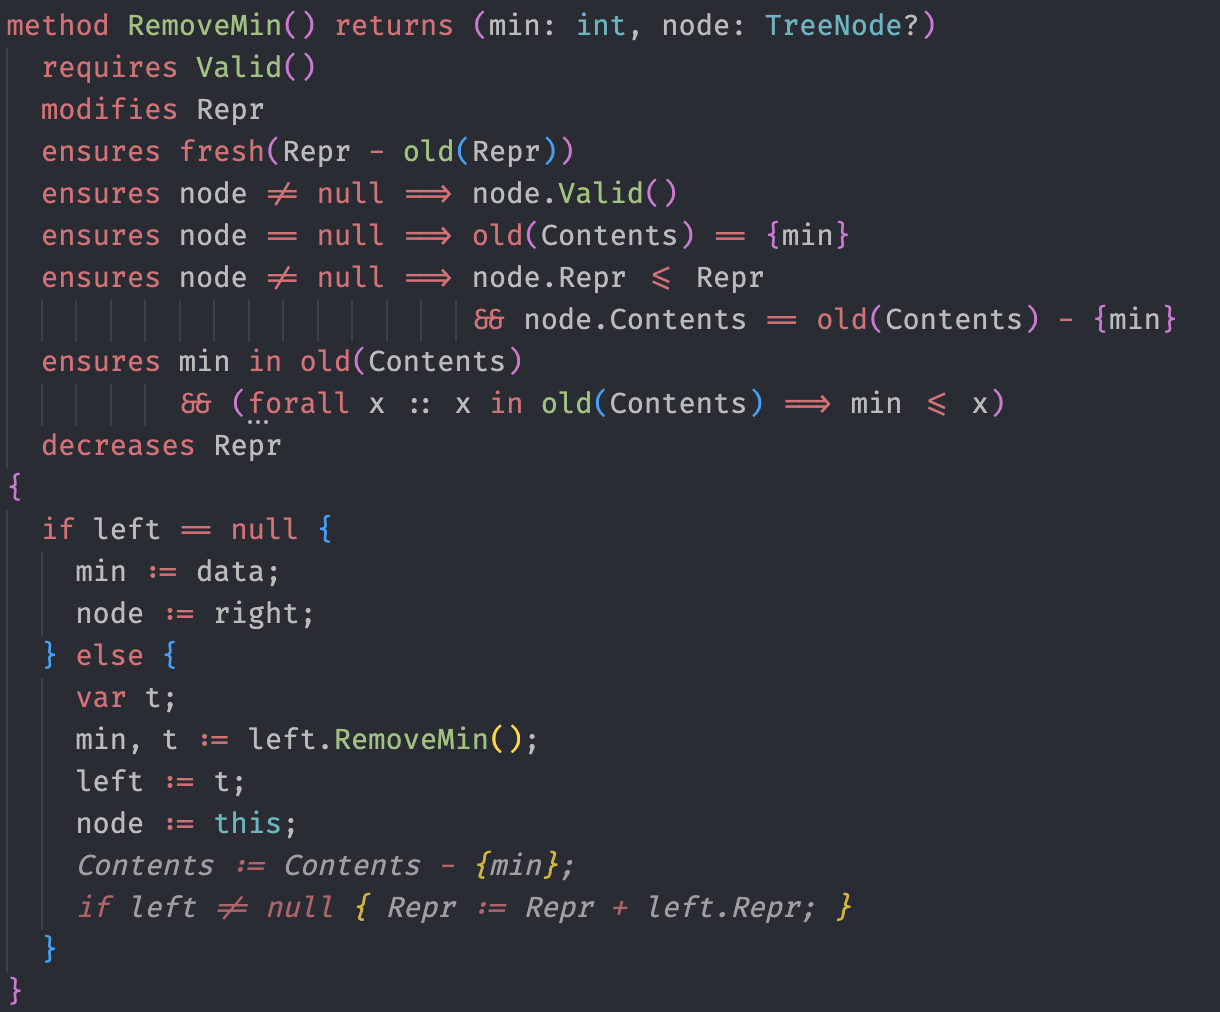 method RemoveMin() returns (min: int, node: TreeNode?)
  requires Valid()
  modifies Repr
  ensures fresh(Repr - old(Repr))
  ensures node != null ==> node.Valid()
  ensures node == null ==> old(Contents) == {min}
  ensures node != null ==> node.Repr <= Repr
                           && node.Contents == old(Contents) - {min}
  ensures min in old(Contents)
          && (forall x :: x in old(Contents) ==> min <= x)
  decreases Repr
{
  if left == null {
    min := data;
    node := right;
  } else {
    var t;
    min, t := left.RemoveMin();
    left := t;
    node := this;
    Contents := Contents - {min};
    if left != null { Repr := Repr + left.Repr; }
  }
}